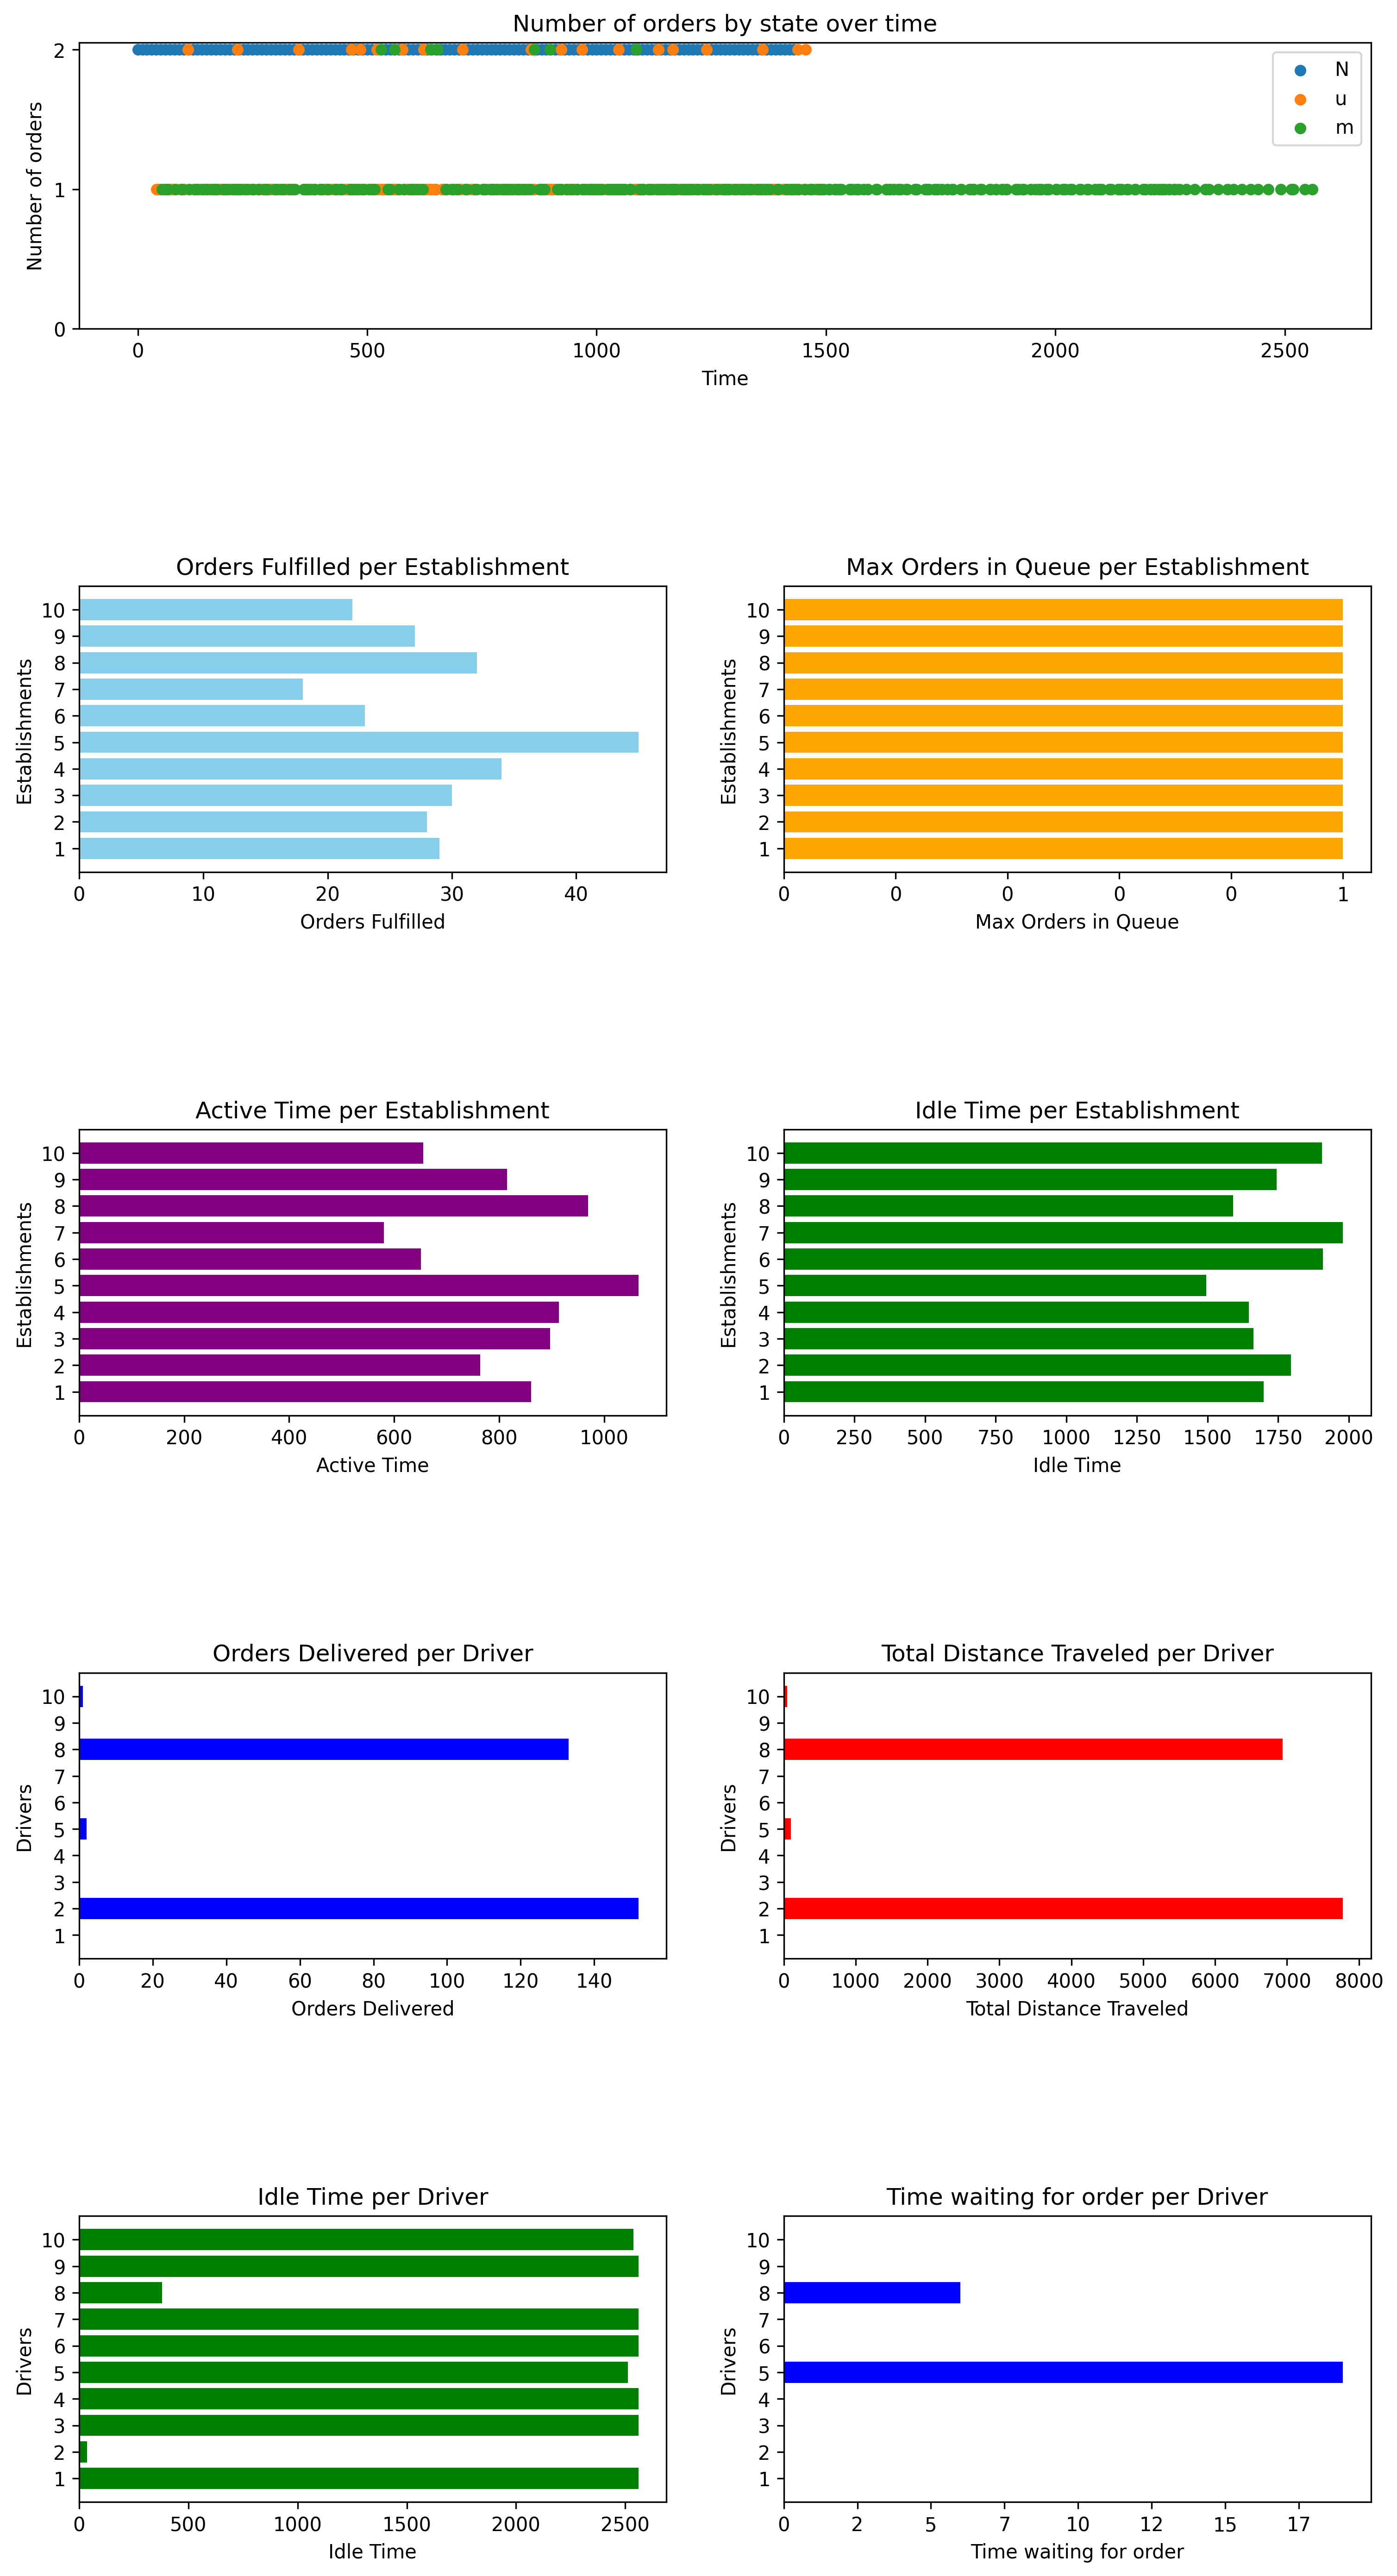 Number of orders by state over time
Number of orders
2
1
0
N
u
m
0 500 1000 1500 2000 2500
Time
Orders Fulfilled per Establishment
Establishments
10
9
8
7
6
5
4
3
2
1
0 10 20 30 40
Orders Fulfilled
Max Orders in Queue per Establishment
Establishments
10
9
8
7
6
5
4
3
2
1
0 0 0 0 0 1
Max Orders in Queue
Active Time per Establishment
Establishments
10
9
8
7
6
5
4
3
2
1
0 200 400 600 800 1000
Active Time
Idle Time per Establishment
Establishments
10
9
8
7
6
5
4
3
2
1
0 250 500 750 1000 1250 1500 1750 2000
Idle Time
Orders Delivered per Driver
Drivers
10
9
8
7
6
5
4
3
2
1
0 20 40 60 80 100 120 140
Orders Delivered
Total Distance Traveled per Driver
Drivers
10
9
8
7
6
5
4
3
2
1
0 1000 2000 3000 4000 5000 6000 7000 8000
Total Distance Traveled
Idle Time per Driver
Drivers
10
9
8
7
6
5
4
3
2
1
0 500 1000 1500 2000 2500
Idle Time
Time waiting for order per Driver
Drivers
10
9
8
7
6
5
4
3
2
1
0 2 5 7 10 12 15 17
Time waiting for order